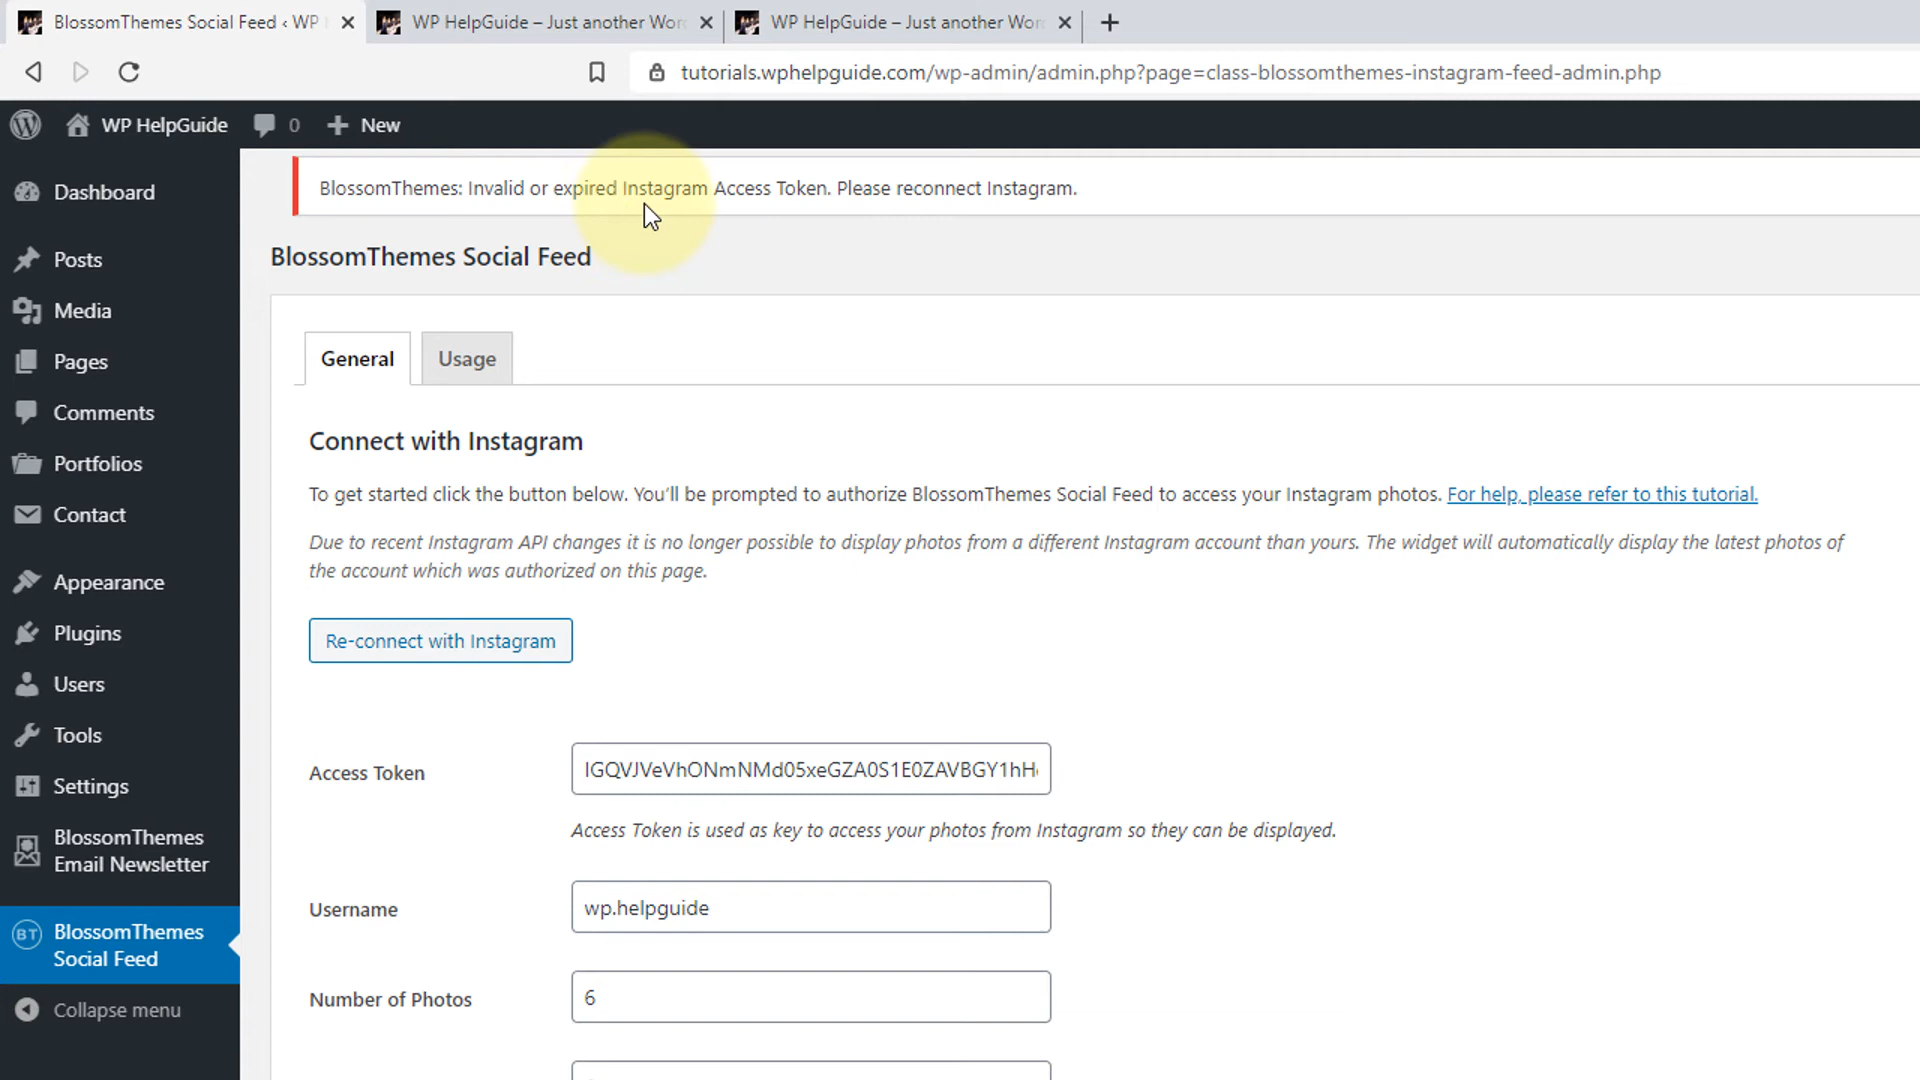 BlossomThemes Social Feed ‹ WP
WP HelpGuide – Just another Wor
WP HelpGuide – Just another Wor
tutorials.wphelpguide.com/wp-admin/admin.php?page=class-blossomthemes-instagram-feed-admin.php
WP HelpGuide
0
New
BlossomThemes: Invalid or expired Instagram Access Token. Please reconnect Instagram.
Dashboard
Posts
Media
Pages
Comments
Portfolios
Contact
Appearance
Plugins
Users
Tools
Settings
BlossomThemes
Email Newsletter
BT
BlossomThemes
Social Feed
Collapse menu
BlossomThemes Social Feed
General
Usage
Connect with Instagram
To get started click the button below. You’ll be prompted to authorize BlossomThemes Social Feed to access your Instagram photos. For help, please refer to this tutorial.
Due to recent Instagram API changes it is no longer possible to display photos from a different Instagram account than yours. The widget will automatically display the latest photos of
the account which was authorized on this page.
Re-connect with Instagram
Access Token
IGQVJVeVhONmNMd05xeGZA0S1E0ZAVBGY1hH
Access Token is used as key to access your photos from Instagram so they can be displayed.
Username
wp.helpguide
Number of Photos
6